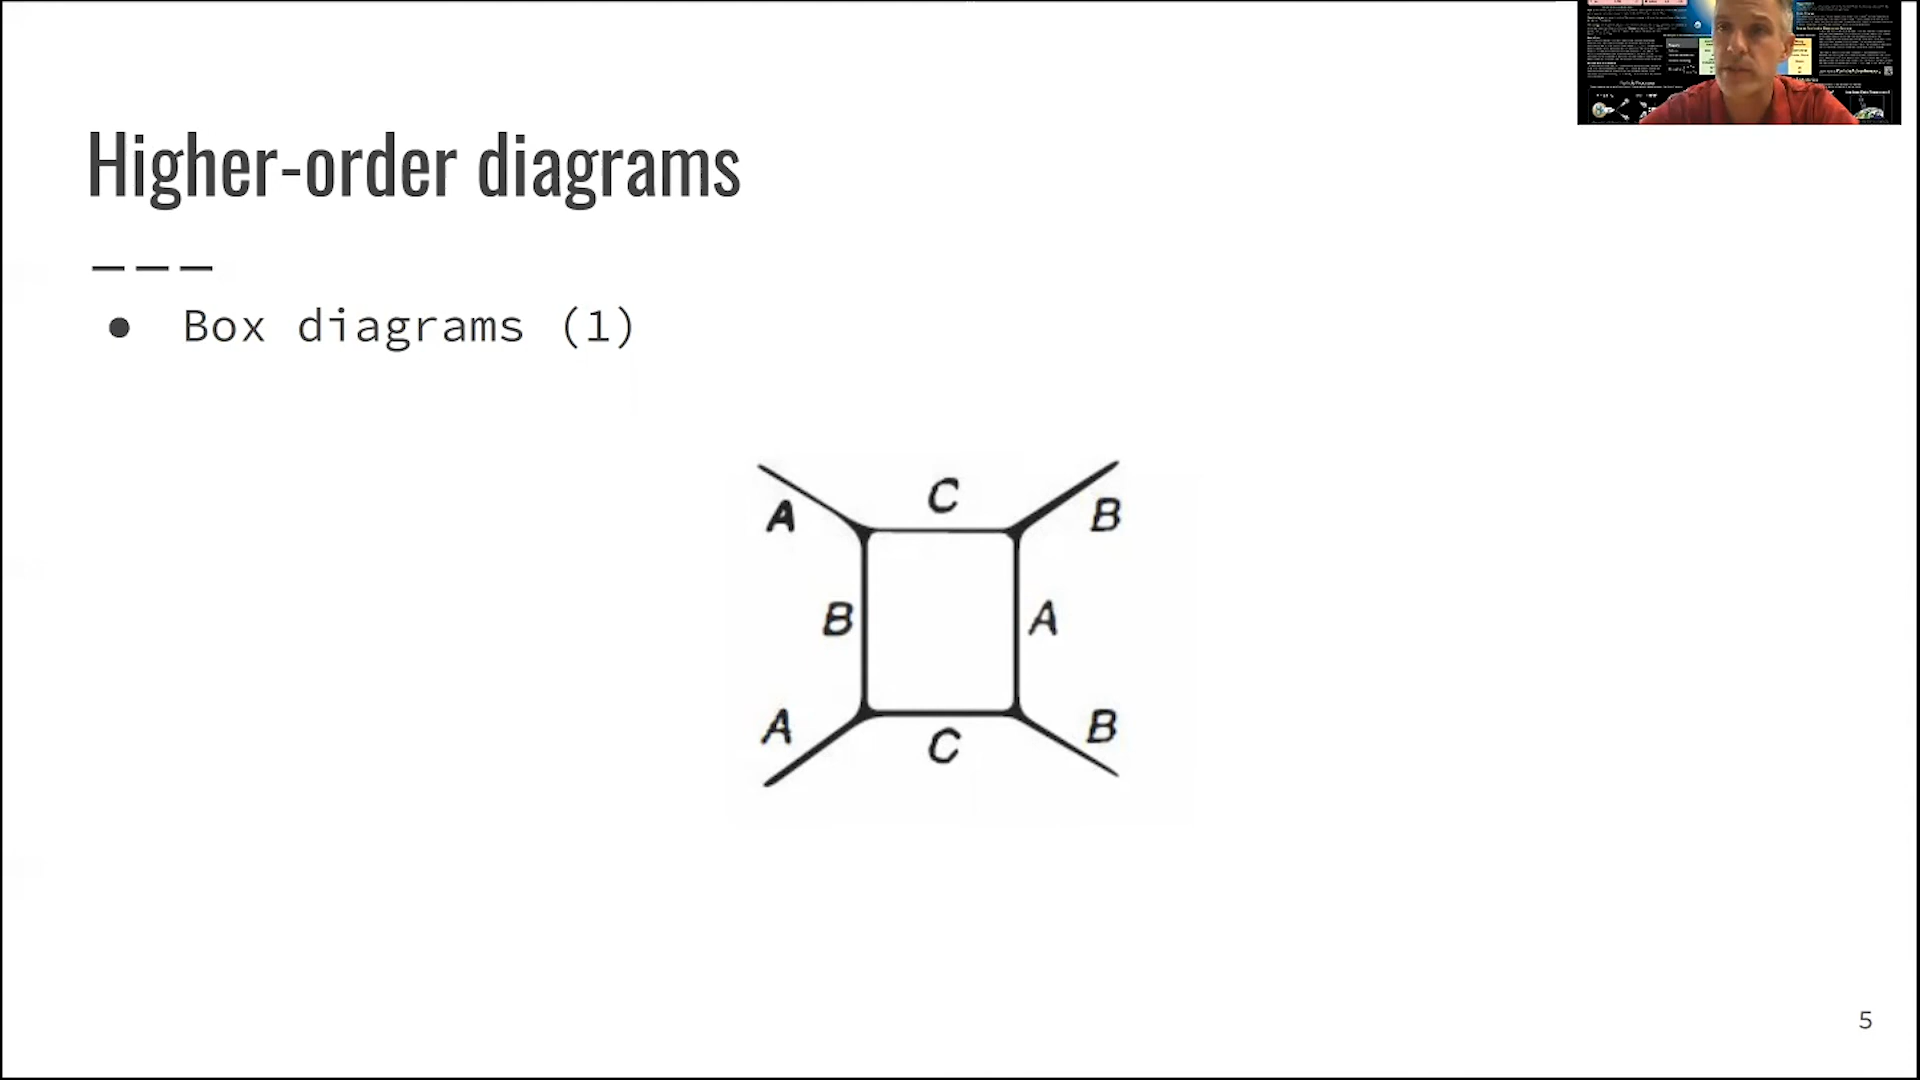 Higher-order diagrams
● Box diagrams (1)
C
A B
B A
A B
C
5